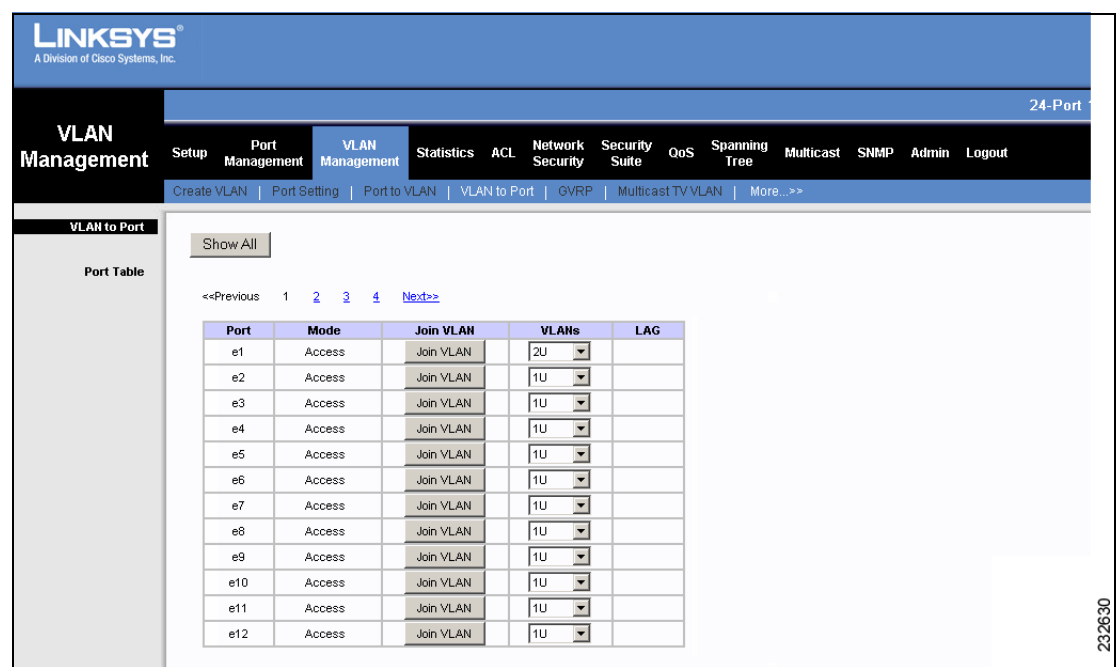 LINKSYS®
A Division of Cisco Systems, Inc.
24-Port
VLAN Management
Setup Port Management VLAN Management Statistics ACL Network Security Security Suite QoS Spanning Tree Multicast SNMP Admin Logout
Create VLAN | Port Setting | Port to VLAN | VLAN to Port | GVRP | Multicast TV VLAN | More...>>
VLAN to Port
Show All
Port Table
<<Previous 1 2 3 4 Next>>
Port Mode Join VLAN VLANs LAG
e1 Access Join VLAN 2U
e2 Access Join VLAN 1U
e3 Access Join VLAN 1U
e4 Access Join VLAN 1U
e5 Access Join VLAN 1U
e6 Access Join VLAN 1U
e7 Access Join VLAN 1U
e8 Access Join VLAN 1U
e9 Access Join VLAN 1U
e10 Access Join VLAN 1U
e11 Access Join VLAN 1U
e12 Access Join VLAN 1U
232630